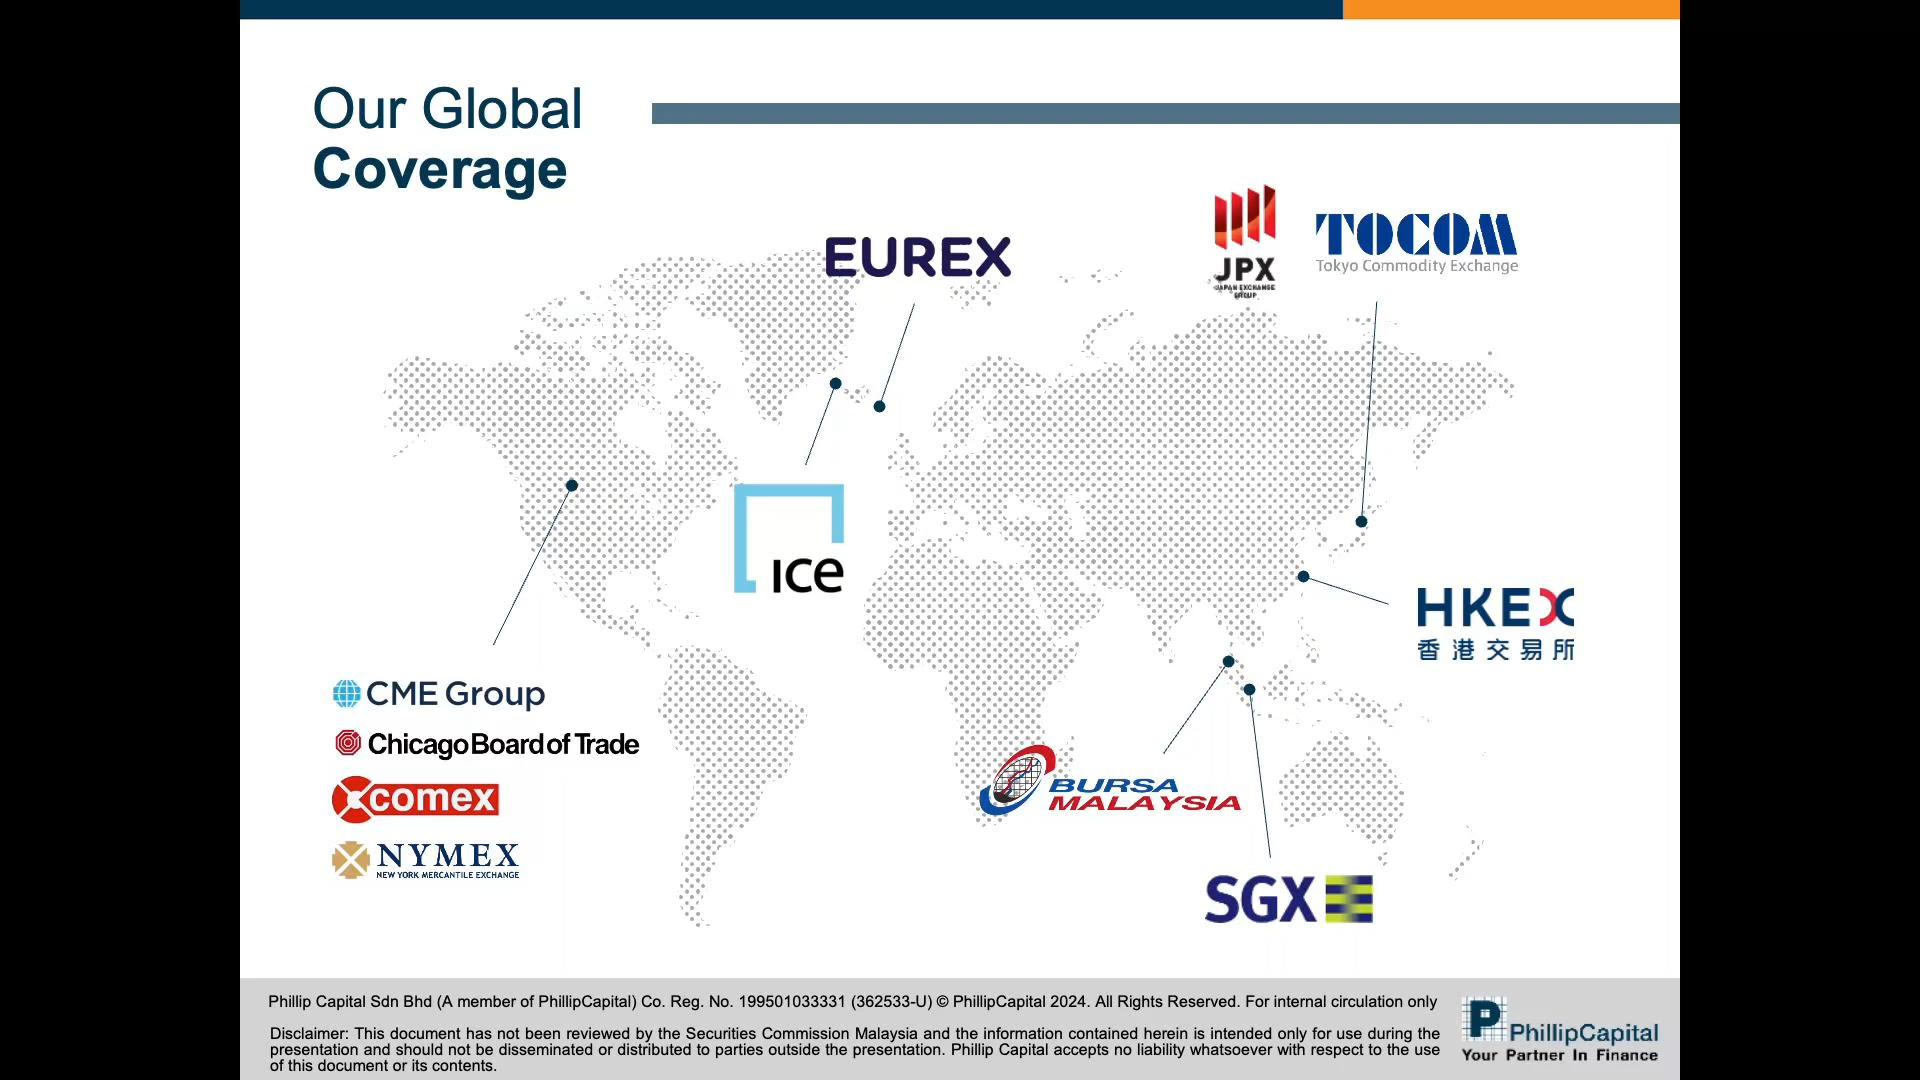 Our Global
Coverage
EUREX
JPX
JAPAN EXCHANGE
GROUP
TOCOM
Tokyo Commodity Exchange
ICE
HKEX
香港交易所
CME Group
Chicago Board of Trade
comex
NYMEX
NEW YORK MERCANTILE EXCHANGE
BURSA
MALAYSIA
SGX
Phillip Capital Sdn Bhd (A member of PhillipCapital) Co. Reg. No. 199501033331 (362533-U) © PhillipCapital 2024. All Rights Reserved. For internal circulation only
Disclaimer: This document has not been reviewed by the Securities Commission Malaysia and the information contained herein is intended only for use during the
presentation and should not be disseminated or distributed to parties outside the presentation. Phillip Capital accepts no liability whatsoever with respect to the use
of this document or its contents.
P
PhillipCapital
Your Partner In Finance